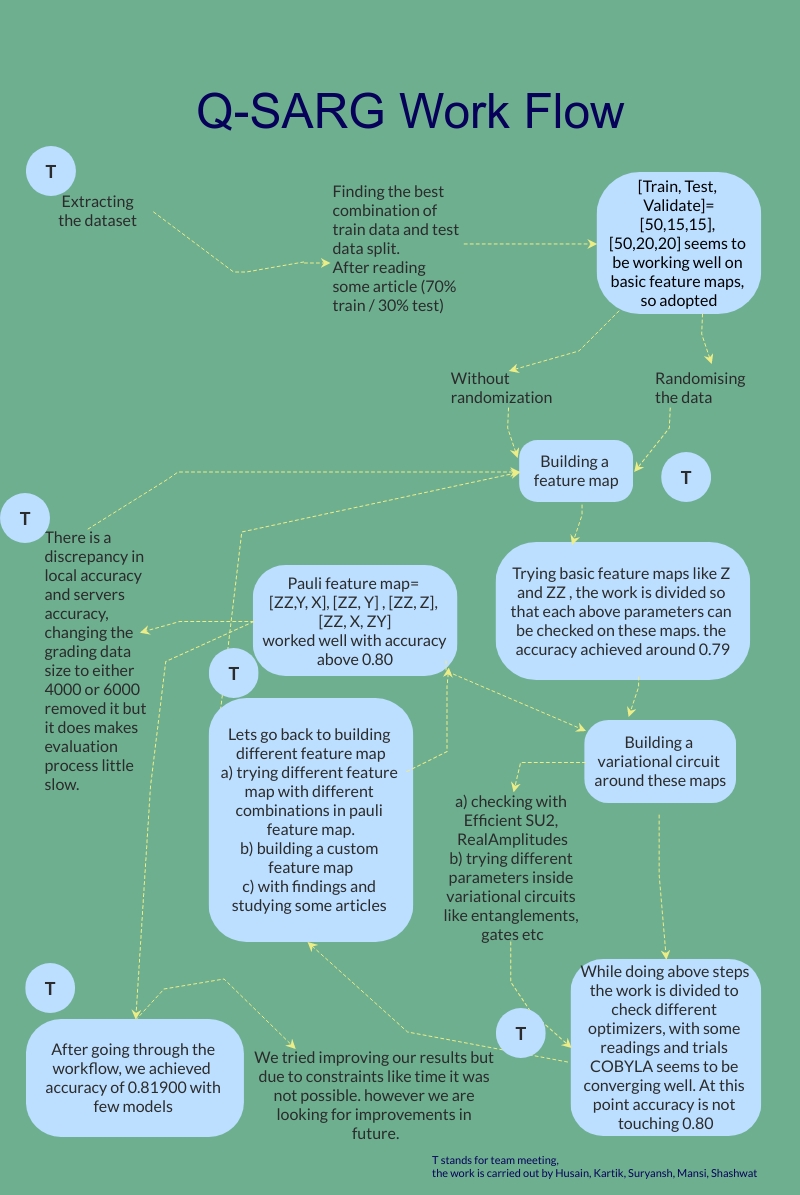 Q-SARG Work Flow
T
Extracting
the dataset
Finding the best
combination of
train data and test
data split.
After reading
some article (70%
train / 30% test)
[Train, Test,
Validate]=
[50,15,15],
[50,20,20] seems to
be working well on
basic feature maps,
so adopted
Without
randomization
Randomising
the data
Building a
feature map
T
T
There is a
discrepancy in
local accuracy
and servers
accuracy,
changing the
grading data
size to either
4000 or 6000
removed it but
it does makes
evaluation
process little
slow.
Pauli feature map=
[ZZ,Y, X], [ZZ, Y] , [ZZ, Z],
[ZZ, X, ZY]
worked well with accuracy
above 0.80
Trying basic feature maps like Z
and ZZ , the work is divided so
that each above parameters can
be checked on these maps. the
accuracy achieved around 0.79
T
Lets go back to building
different feature map
a) trying different feature
map with different
combinations in pauli
feature map.
b) building a custom
feature map
c) with findings and
studying some articles
Building a
variational circuit
around these maps
a) checking with
Efficient SU2,
RealAmplitudes
b) trying different
parameters inside
variational circuits
like entanglements,
gates etc
T
After going through the
workflow, we achieved
accuracy of 0.81900 with
few models
We tried improving our results but
due to constraints like time it was
not possible. however we are
looking for improvements in
future.
T
While doing above steps
the work is divided to
check different
optimizers, with some
readings and trials
COBYLA seems to be
converging well. At this
point accuracy is not
touching 0.80
T stands for team meeting,
the work is carried out by Husain, Kartik, Suryansh, Mansi, Shashwat